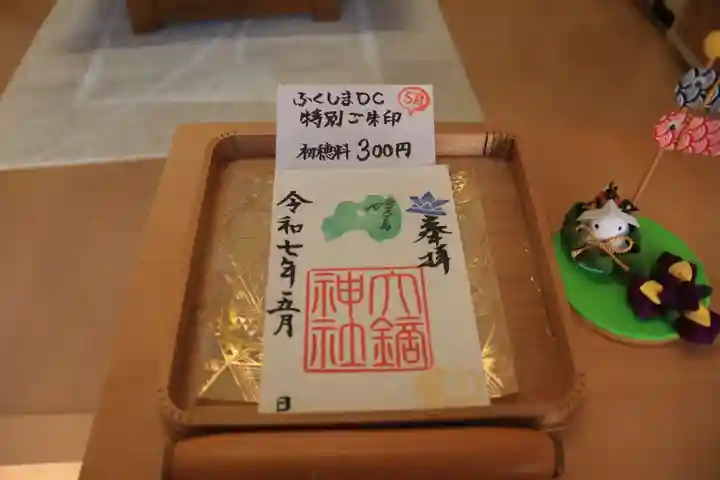 ふくしまDC
5月
特別ご朱印
初穂料 300円
奉拝
六鏑
神社
令和七年五月
日